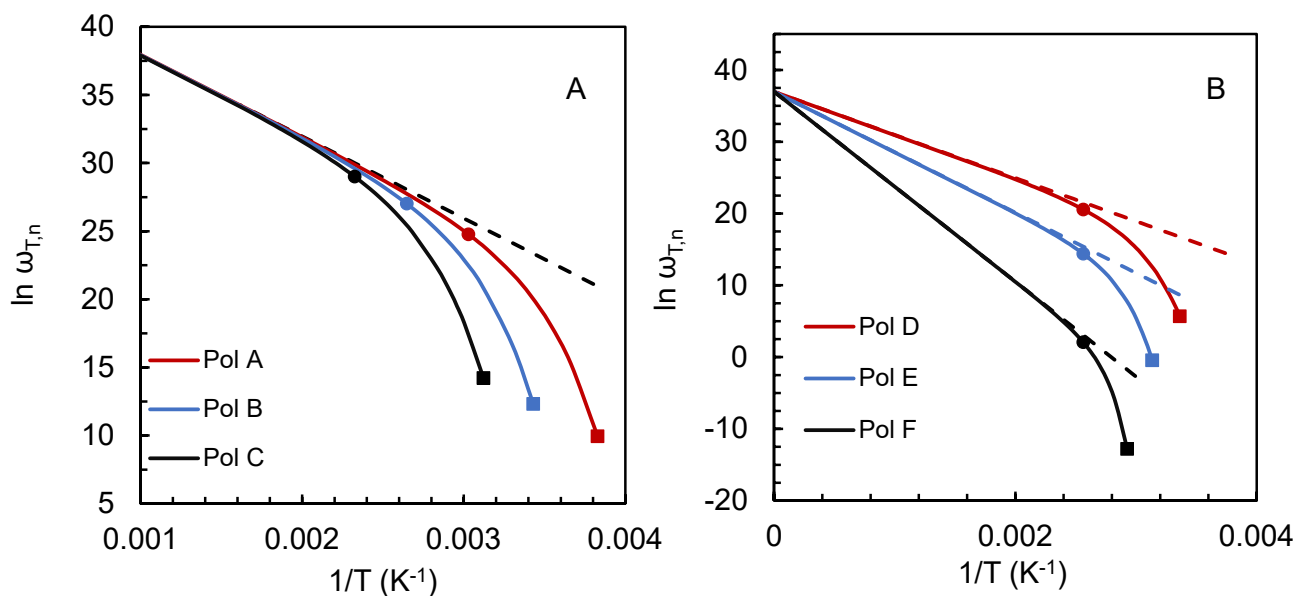 A
ln ω_T,n
40
35
30
25
20
15
10
5
Pol A
Pol B
Pol C
0.001
0.002
0.003
0.004
1/T (K⁻¹)
B
ln ω_T,n
40
30
20
10
0
-10
-20
Pol D
Pol E
Pol F
0
0.002
0.004
1/T (K⁻¹)